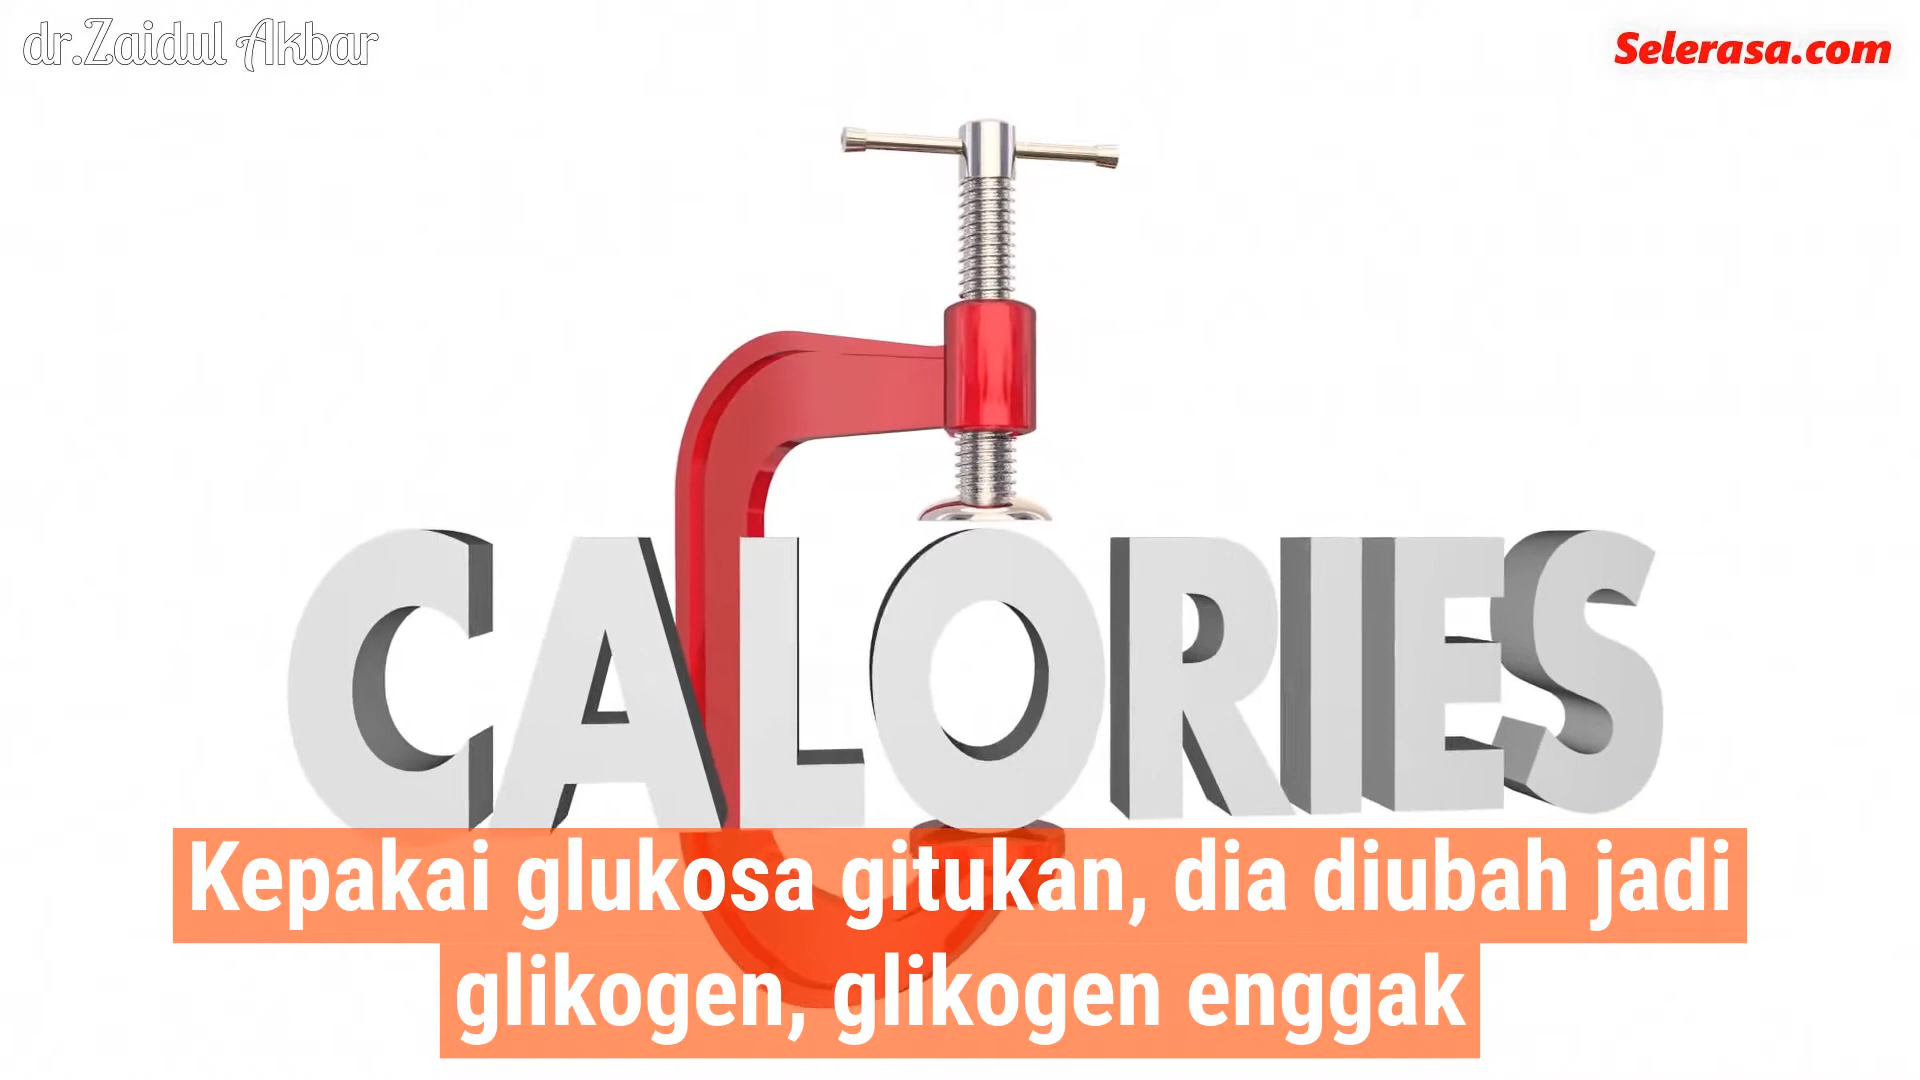 dr.Zaidul Akbar
Selerasa.com
CALORIES
Kepakai glukosa gitukan, dia diubah jadi
glikogen, glikogen enggak